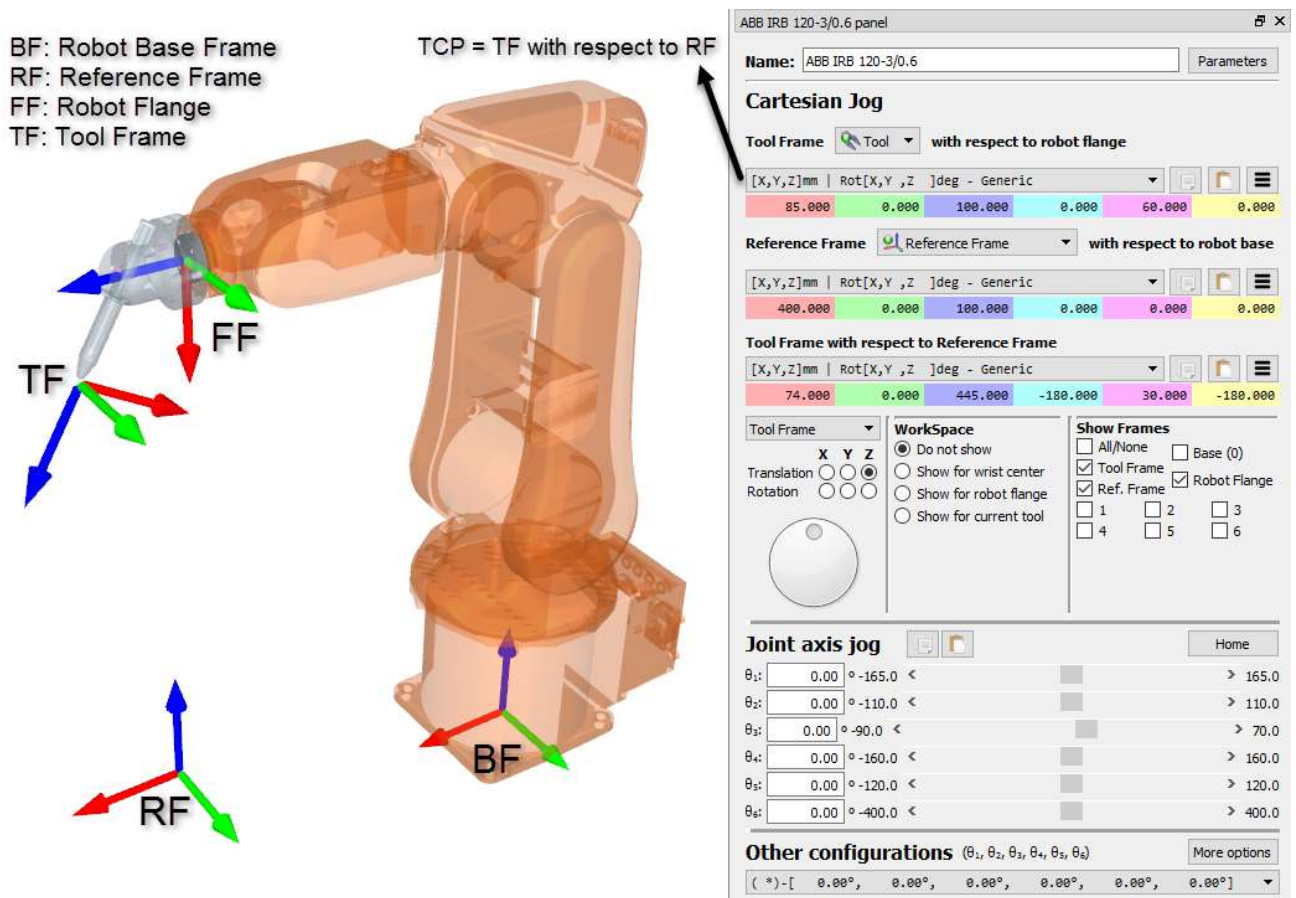 BF: Robot Base Frame
RF: Reference Frame
FF: Robot Flange
TF: Tool Frame
TCP = TF with respect to RF
FF
TF
BF
RF
ABB IRB 120-3/0.6 panel
Name: ABB IRB 120-3/0.6 Parameters
Cartesian Jog
Tool Frame Tool with respect to robot flange
[X,Y,Z]mm | Rot[X,Y ,Z ]deg - Generic
85.000 0.000 100.000 0.000 60.000 0.000
Reference Frame Reference Frame with respect to robot base
[X,Y,Z]mm | Rot[X,Y ,Z ]deg - Generic
400.000 0.000 100.000 0.000 0.000 0.000
Tool Frame with respect to Reference Frame
[X,Y,Z]mm | Rot[X,Y ,Z ]deg - Generic
74.000 0.000 445.000 -180.000 30.000 -180.000
Tool Frame
X Y Z
Translation
Rotation
WorkSpace
Do not show
Show for wrist center
Show for robot flange
Show for current tool
Show Frames
All/None Base (0)
Tool Frame
Ref. Frame Robot Flange
1 2 3
4 5 6
Joint axis jog Home
θ₁: 0.00 º -165.0 < > 165.0
θ₂: 0.00 º -110.0 < > 110.0
θ₃: 0.00 º -90.0 < > 70.0
θ₄: 0.00 º -160.0 < > 160.0
θ₅: 0.00 º -120.0 < > 120.0
θ₆: 0.00 º -400.0 < > 400.0
Other configurations (θ₁, θ₂, θ₃, θ₄, θ₅, θ₆) More options
( *)-[ 0.00°, 0.00°, 0.00°, 0.00°, 0.00°, 0.00°]